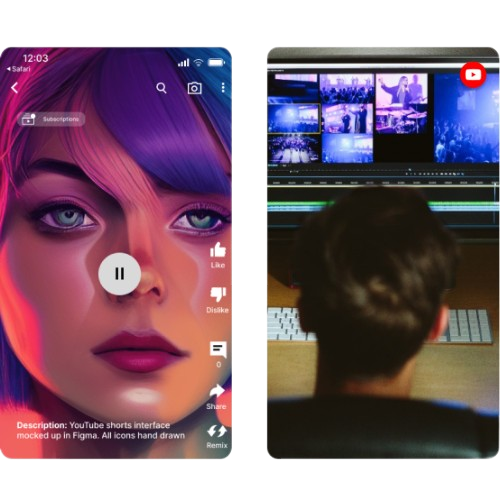 12:03
Safari
Subscriptions
Like
Dislike
0
Share
Description: YouTube shorts interface
mocked up in Figma. All icons hand drawn
Remix